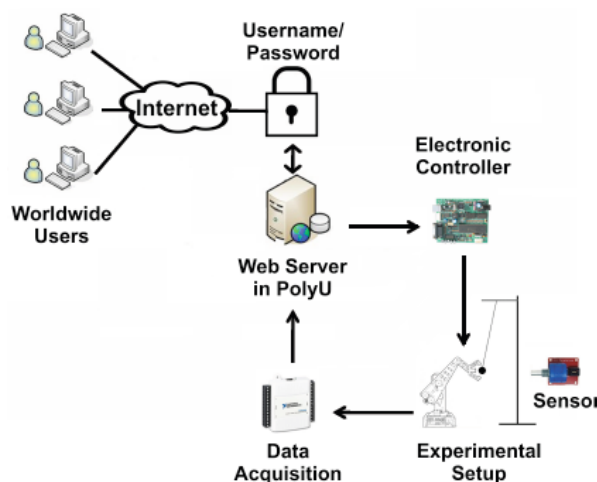 Username/
Password
Internet
Electronic
Controller
Worldwide
Users
Web Server
in PolyU
Sensor
Data
Acquisition
Experimental
Setup